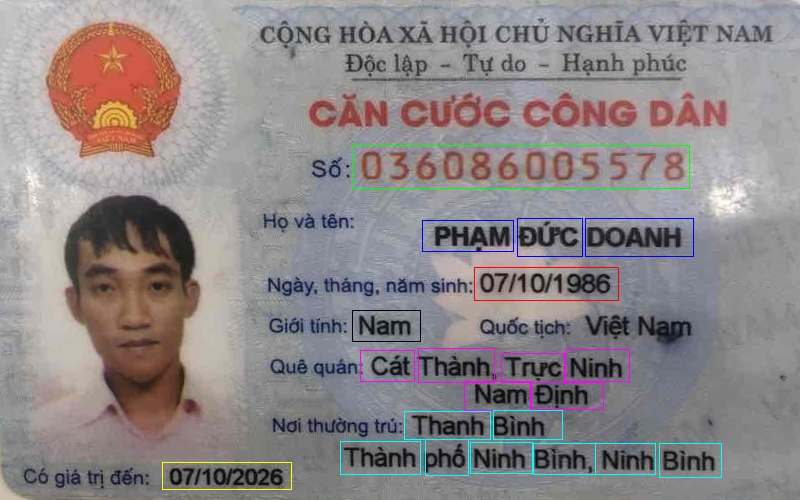 CỘNG HÒA XÃ HỘI CHỦ NGHĨA VIỆT NAM
Độc lập – Tự do – Hạnh phúc
CĂN CƯỚC CÔNG DÂN
Số: 036086005578
Họ và tên: PHẠM ĐỨC DOANH
Ngày, tháng, năm sinh: 07/10/1986
Giới tính: Nam Quốc tịch: Việt Nam
Quê quán: Cát Thành, Trực Ninh
Nam Định
Nơi thường trú: Thanh Bình
Thành phố Ninh Bình, Ninh Bình
Có giá trị đến: 07/10/2026